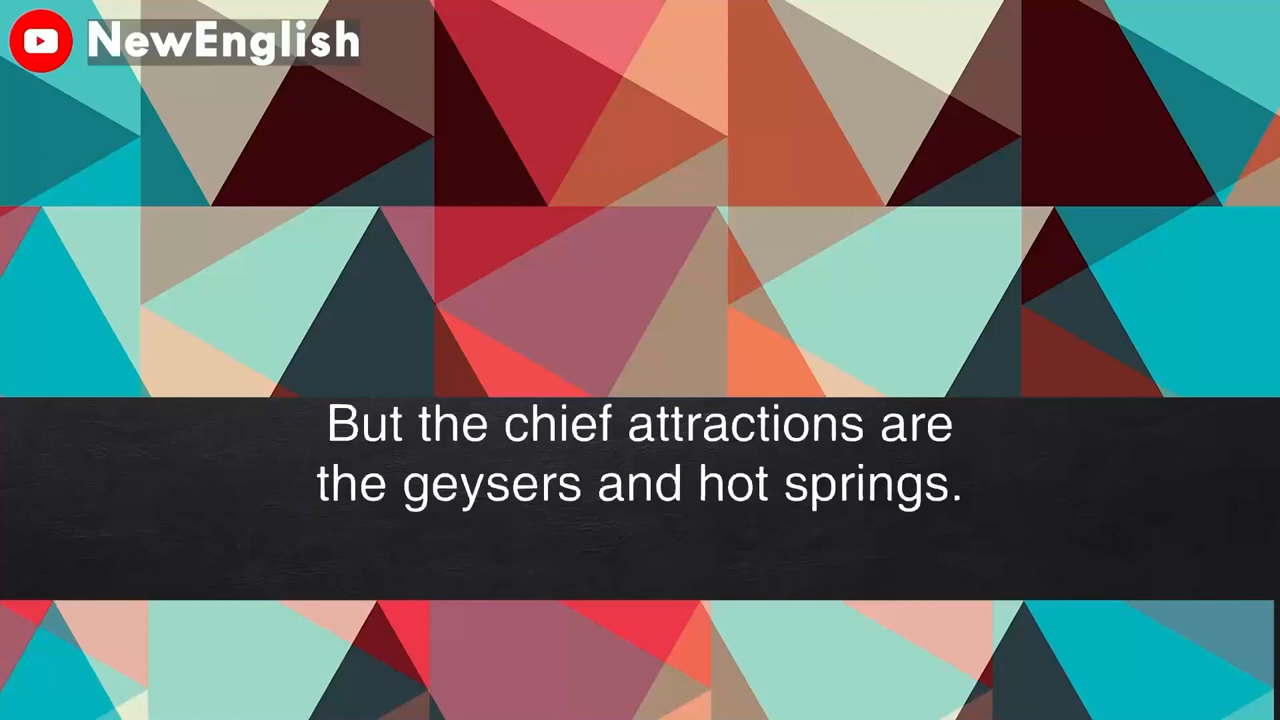 NewEnglish
But the chief attractions are
the geysers and hot springs.